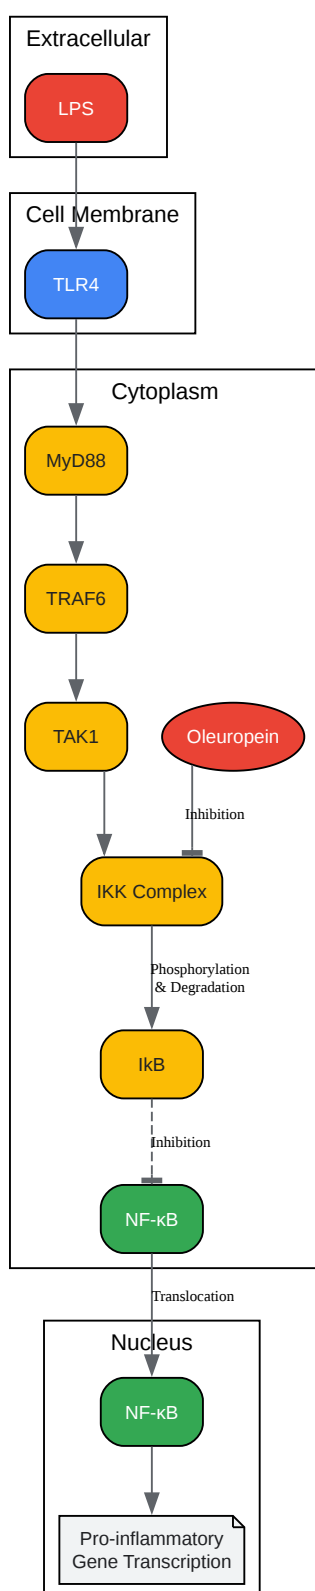 Extracellular
LPS
Cell Membrane
TLR4
Cytoplasm
MyD88
TRAF6
TAK1
Oleuropein
Inhibition
IKK Complex
Phosphorylation
& Degradation
IkB
Inhibition
NF-κB
Translocation
Nucleus
NF-κB
Pro-inflammatory
Gene Transcription